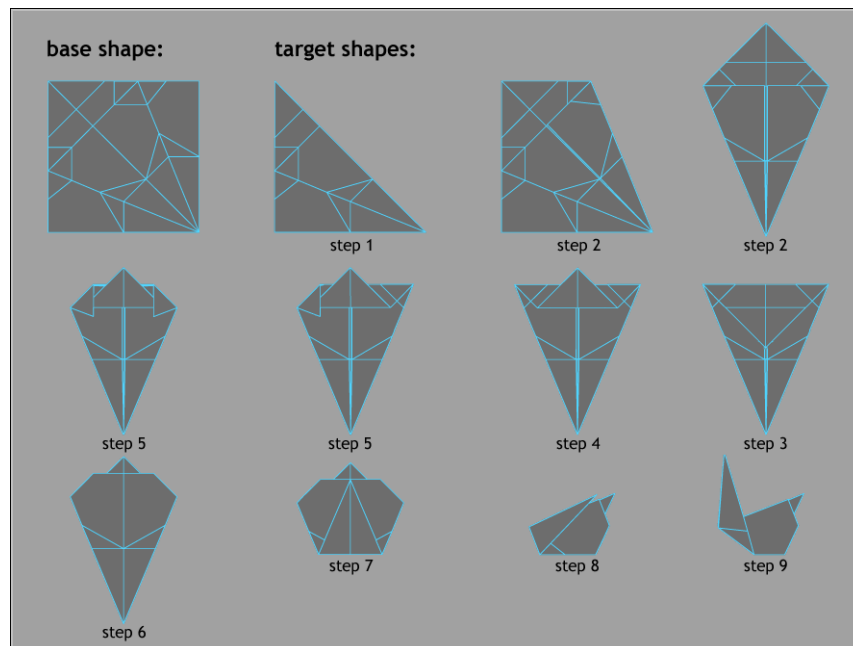 base shape:
target shapes:
step 1
step 2
step 2
step 5
step 5
step 4
step 3
step 6
step 7
step 8
step 9